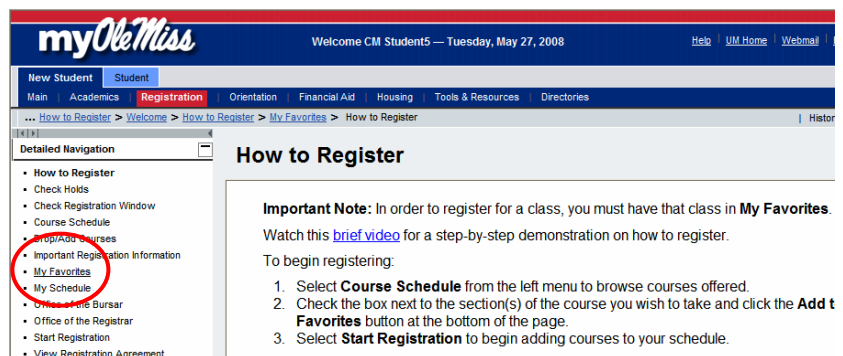 myOleMiss
Welcome CM Student5 — Tuesday, May 27, 2008
Help | UM Home | Webmail |
New Student Student
Main | Academics | Registration | Orientation | Financial Aid | Housing | Tools & Resources | Directories
... How to Register > Welcome > How to Register > My Favorites > How to Register | Histor
Detailed Navigation
How to Register
Check Holds
Check Registration Window
Course Schedule
Drop/Add Courses
Important Registration Information
My Favorites
My Schedule
Office of the Bursar
Office of the Registrar
Start Registration
View Registration Agreement
How to Register
Important Note: In order to register for a class, you must have that class in My Favorites.
Watch this brief video for a step-by-step demonstration on how to register.
To begin registering:
1. Select Course Schedule from the left menu to browse courses offered.
2. Check the box next to the section(s) of the course you wish to take and click the Add t
Favorites button at the bottom of the page.
3. Select Start Registration to begin adding courses to your schedule.